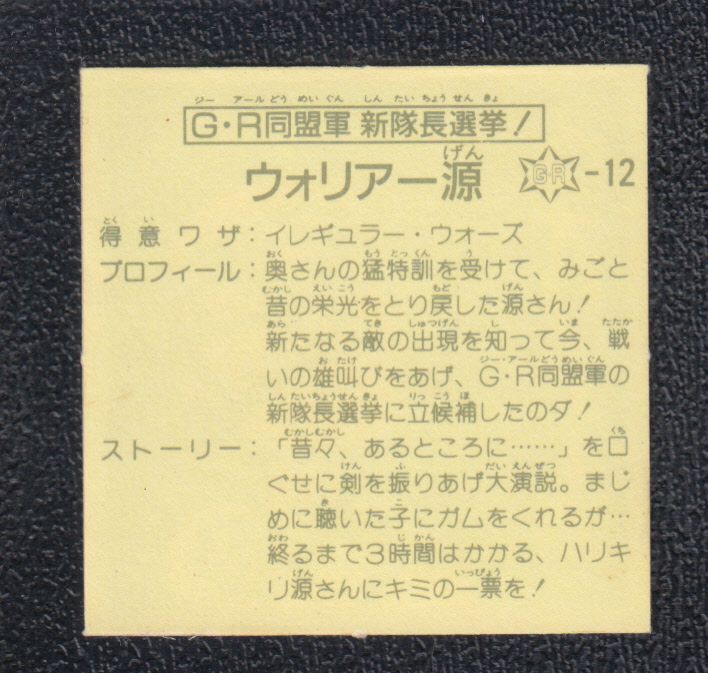 G・R同盟軍 新隊長選挙!
ウォリアー源 GR-12
得意ワザ:イレギュラー・ウォーズ
プロフィール:奥さんの猛特訓を受けて、みごと
昔の栄光をとり戻した源さん!
新たなる敵の出現を知って今、戦
いの雄叫びをあげ、G・R同盟軍の
新隊長選挙に立候補したのダ!
ストーリー:「昔々、あるところに……」を口
ぐせに剣を振りあげ大演説。まじ
めに聴いた子にガムをくれるが…
終るまで3時間はかかる、ハリキ
リ源さんにキミの一票を!